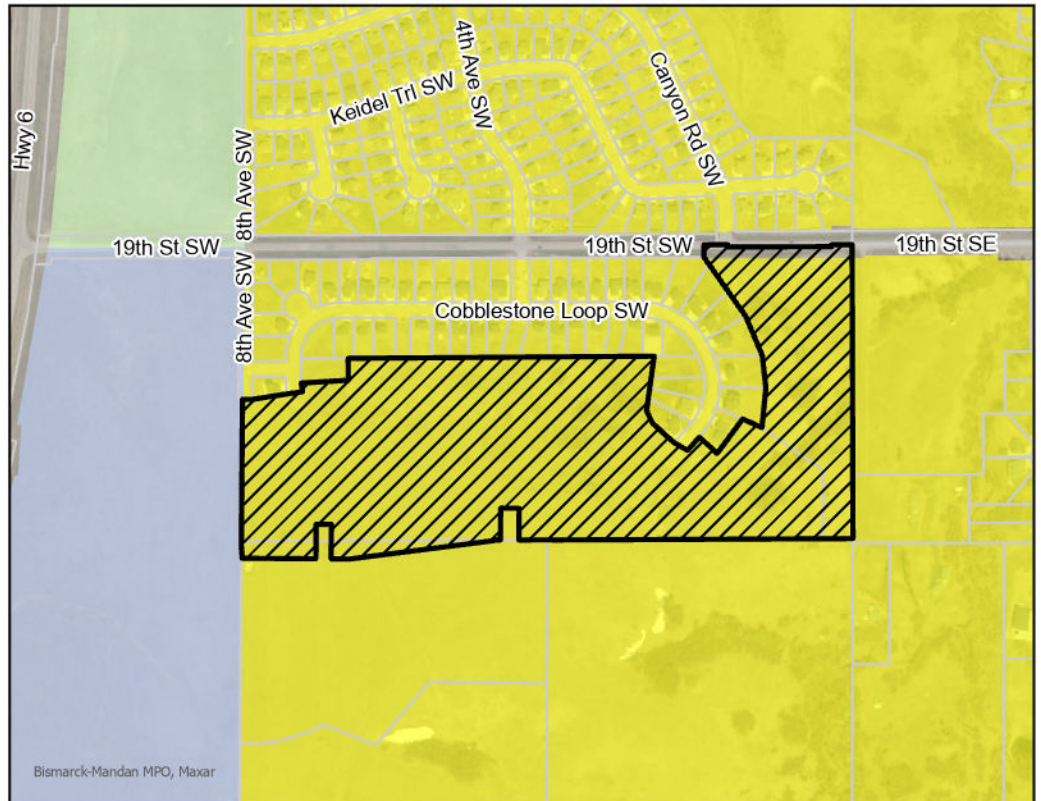 4th Ave SW
Canyon Rd SW
Keidel Trl SW
Hwy 6
8th Ave SW
19th St SW
19th St SW
19th St SE
8th Ave SW
Cobblestone Loop SW
Bismarck-Mandan MPO, Maxar